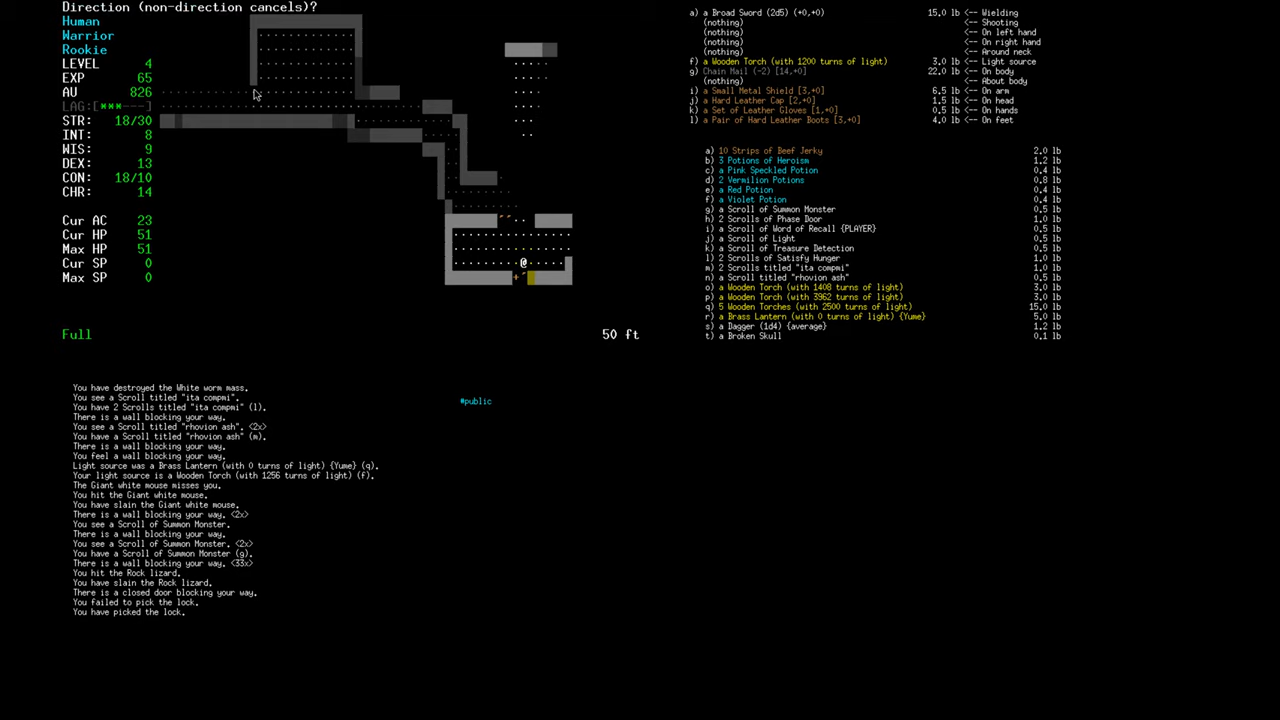 Direction (non-direction cancels)?
Human
Warrior
Rookie
LEVEL 4
EXP 65
AU 826
LAG:[***---]
STR: 18/30
INT: 8
WIS: 9
DEX: 13
CON: 18/10
CHR: 14
Cur AC 23
Cur HP 51
Max HP 51
Cur SP 0
Max SP 0
Full
50 ft
a) a Broad Sword (2d5) (+0,+0) 15.0 lb <-- Wielding
(nothing) <-- Shooting
(nothing) <-- On left hand
(nothing) <-- On right hand
(nothing) <-- Around neck
f) a Wooden Torch (with 1200 turns of light) 3.0 lb <-- Light source
g) Chain Mail (-2) [14,+0] 22.0 lb <-- On body
(nothing) <-- About body
i) a Small Metal Shield [3,+0] 6.5 lb <-- On arm
j) a Hard Leather Cap [2,+0] 1.5 lb <-- On head
k) a Set of Leather Gloves [1,+0] 0.5 lb <-- On hands
l) a Pair of Hard Leather Boots [3,+0] 4.0 lb <-- On feet
a) 10 Strips of Beef Jerky 2.0 lb
b) 3 Potions of Heroism 1.2 lb
c) a Pink Speckled Potion 0.4 lb
d) 2 Vermilion Potions 0.8 lb
e) a Red Potion 0.4 lb
f) a Violet Potion 0.4 lb
g) a Scroll of Summon Monster 0.5 lb
h) 2 Scrolls of Phase Door 1.0 lb
i) a Scroll of Word of Recall {PLAYER} 0.5 lb
j) a Scroll of Light 0.5 lb
k) a Scroll of Treasure Detection 0.5 lb
l) 2 Scrolls of Satisfy Hunger 1.0 lb
m) 2 Scrolls titled "ita compmi" 1.0 lb
n) a Scroll titled "rhovion ash" 0.5 lb
o) a Wooden Torch (with 1408 turns of light) 3.0 lb
p) a Wooden Torch (with 3962 turns of light) 3.0 lb
q) 5 Wooden Torches (with 2500 turns of light) 15.0 lb
r) a Brass Lantern (with 0 turns of light) {Yume} 5.0 lb
s) a Dagger (1d4) {average} 1.2 lb
t) a Broken Skull 0.1 lb
You have destroyed the White worm mass.
You see a Scroll titled "ita compmi".
You have 2 Scrolls titled "ita compmi" (l).
There is a wall blocking your way.
You see a Scroll titled "rhovion ash". <2x>
You have a Scroll titled "rhovion ash" (m).
There is a wall blocking your way.
You feel a wall blocking your way.
Light source was a Brass Lantern (with 0 turns of light) {Yume} (q).
Your light source is a Wooden Torch (with 1256 turns of light) (f).
The Giant white mouse misses you.
You hit the Giant white mouse.
You have slain the Giant white mouse.
There is a wall blocking your way. <2x>
You see a Scroll of Summon Monster.
There is a wall blocking your way.
You see a Scroll of Summon Monster. <2x>
You have a Scroll of Summon Monster (g).
There is a wall blocking your way. <33x>
You hit the Rock lizard.
You have slain the Rock lizard.
There is a closed door blocking your way.
You failed to pick the lock.
You have picked the lock.
#public